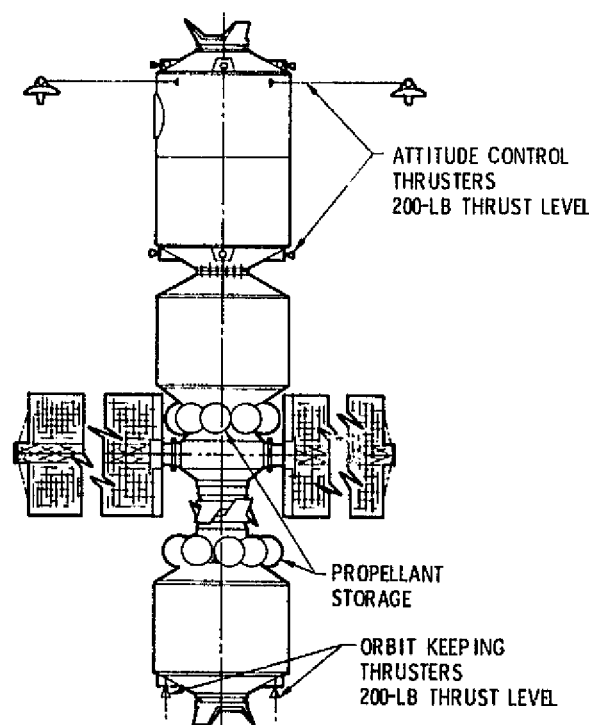 ATTITUDE CONTROL
THRUSTERS
200-LB THRUST LEVEL
PROPELLANT
STORAGE
ORBIT KEEPING
THRUSTERS
200-LB THRUST LEVEL